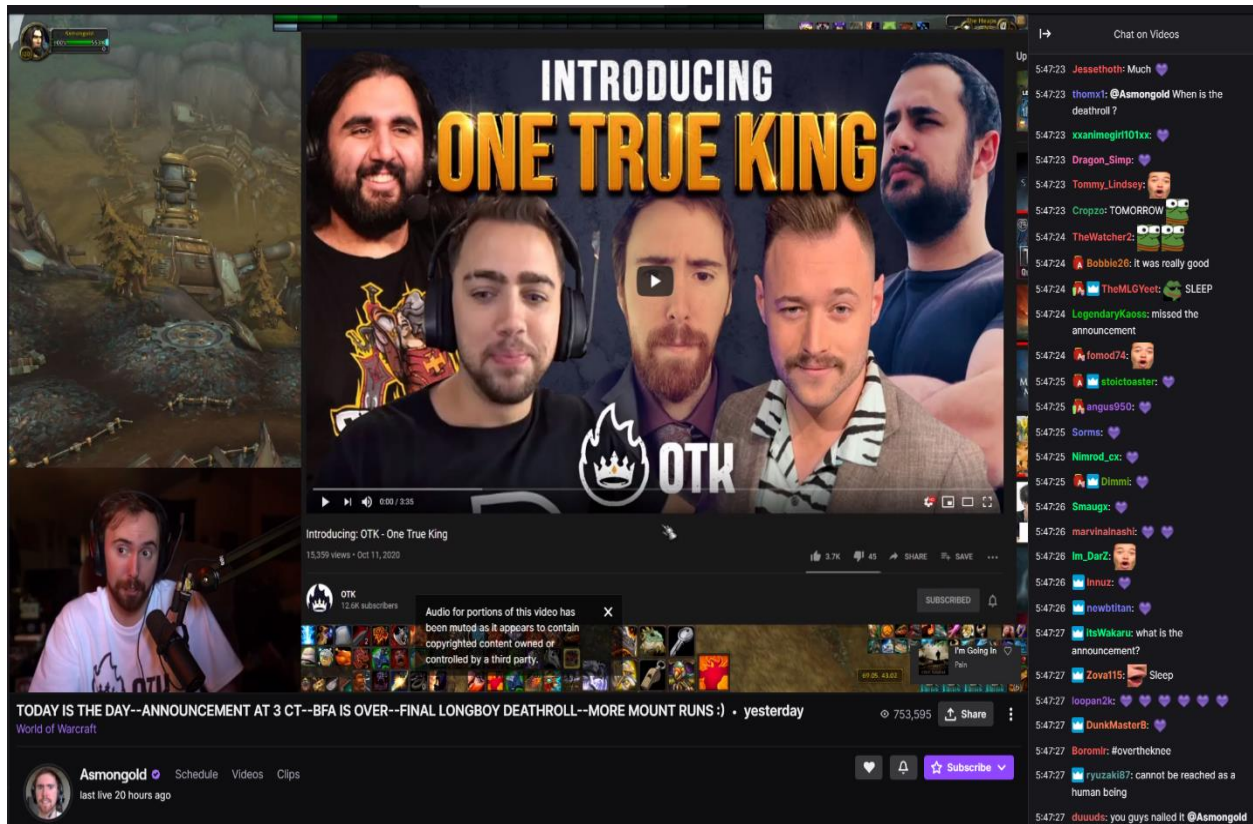 Asmongold
The Heaps
INTRODUCING
ONE TRUE KING
OTK
0:00 / 3:35
Up
Introducing: OTK - One True King
15,359 views • Oct 11, 2020
3.7K
45
SHARE
SAVE
OTK
12.6K subscribers
SUBSCRIBED
Audio for portions of this video has
been muted as it appears to contain
copyrighted content owned or
controlled by a third party.
I'm Going In
Pain
OTK
TODAY IS THE DAY--ANNOUNCEMENT AT 3 CT--BFA IS OVER--FINAL LONGBOY DEATHROLL--MORE MOUNT RUNS :) • yesterday
753,595
Share
World of Warcraft
Asmongold
Schedule
Videos
Clips
last live 20 hours ago
Subscribe
Chat on Videos
5:47:23 Jessethoth: Much
5:47:23 thomx1: @Asmongold When is the
deathroll ?
5:47:23 xxanimegirl101xx:
5:47:23 Dragon_Simp:
5:47:23 Tommy_Lindsey:
5:47:23 Cropzo: TOMORROW
5:47:24 TheWatcher2:
5:47:24 Bobbie26: it was really good
5:47:24 TheMLGYeet: SLEEP
5:47:24 LegendaryKaoss: missed the
announcement
5:47:24 fomod74:
5:47:25 stoictoaster:
5:47:25 angus950:
5:47:25 Sorms:
5:47:25 Nimrod_cx:
5:47:25 Dimmi:
5:47:26 Smaugx:
5:47:26 marvinalnashi:
5:47:26 Im_DarZ:
5:47:26 Innuz:
5:47:26 newbtitan:
5:47:27 itsWakaru: what is the
announcement?
5:47:27 Zova115: Sleep
5:47:27 loopan2k:
5:47:27 DunkMasterB:
5:47:27 Boromir: #overtheknee
5:47:27 ryuzaki87: cannot be reached as a
human being
5:47:27 duuuds: you guys nailed it @Asmongold